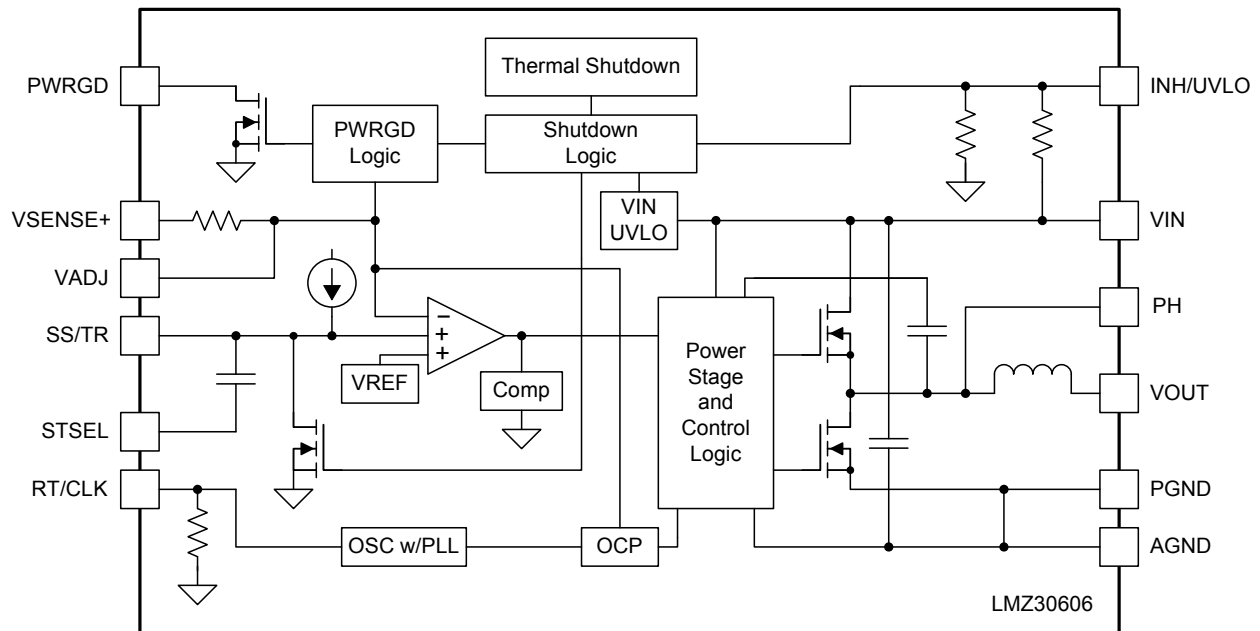 PWRGD
VSENSE+
VADJ
SS/TR
STSEL
RT/CLK
Thermal Shutdown
PWRGD
Logic
Shutdown
Logic
VIN
UVLO
−
+
+
VREF
Comp
Power
Stage
and
Control
Logic
OSC w/PLL
OCP
INH/UVLO
VIN
PH
VOUT
PGND
AGND
LMZ30606